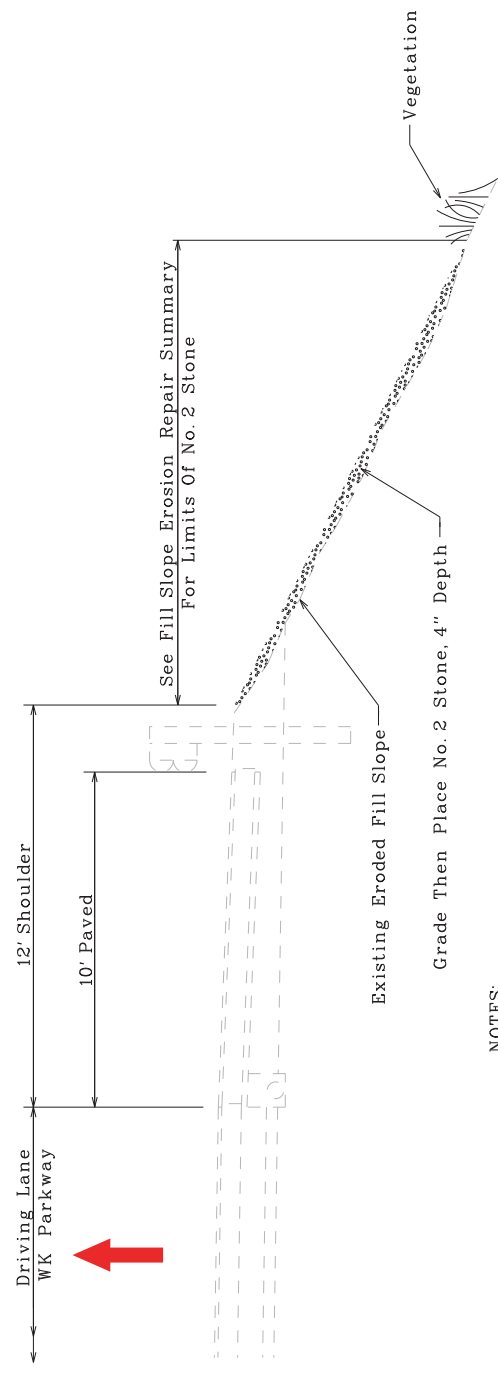 Driving Lane
WK Parkway
12' Shoulder
10' Paved
See Fill Slope Erosion Repair Summary
For Limits Of No. 2 Stone
Vegetation
Existing Eroded Fill Slope
Grade Then Place No. 2 Stone, 4" Depth
NOTES: